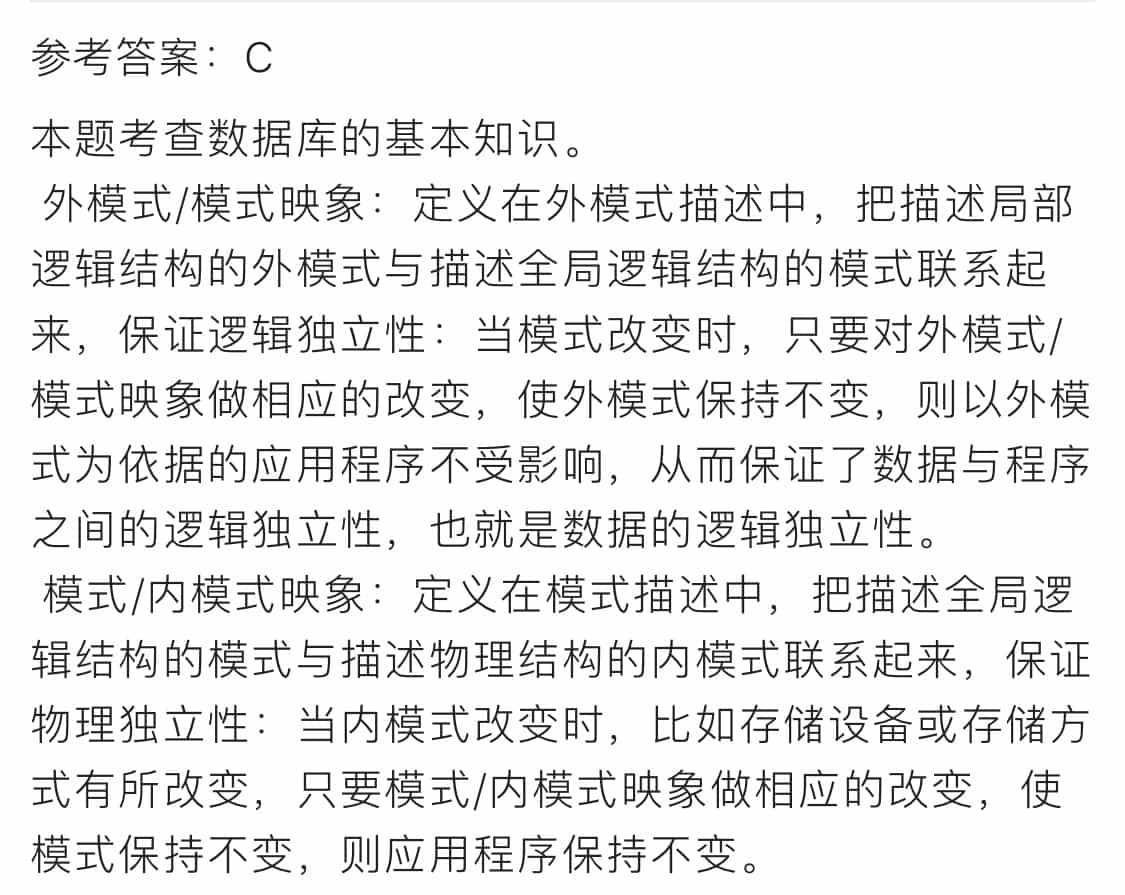 参考答案：C
本题考查数据库的基本知识。
外模式/模式映象：定义在外模式描述中，把描述局部
逻辑结构的外模式与描述全局逻辑结构的模式联系起
来，保证逻辑独立性：当模式改变时，只要对外模式/
模式映象做相应的改变，使外模式保持不变，则以外模
式为依据的应用程序不受影响，从而保证了数据与程序
之间的逻辑独立性，也就是数据的逻辑独立性。
模式/内模式映象：定义在模式描述中，把描述全局逻
辑结构的模式与描述物理结构的内模式联系起来，保证
物理独立性：当内模式改变时，比如存储设备或存储方
式有所改变，只要模式/内模式映象做相应的改变，使
模式保持不变，则应用程序保持不变。